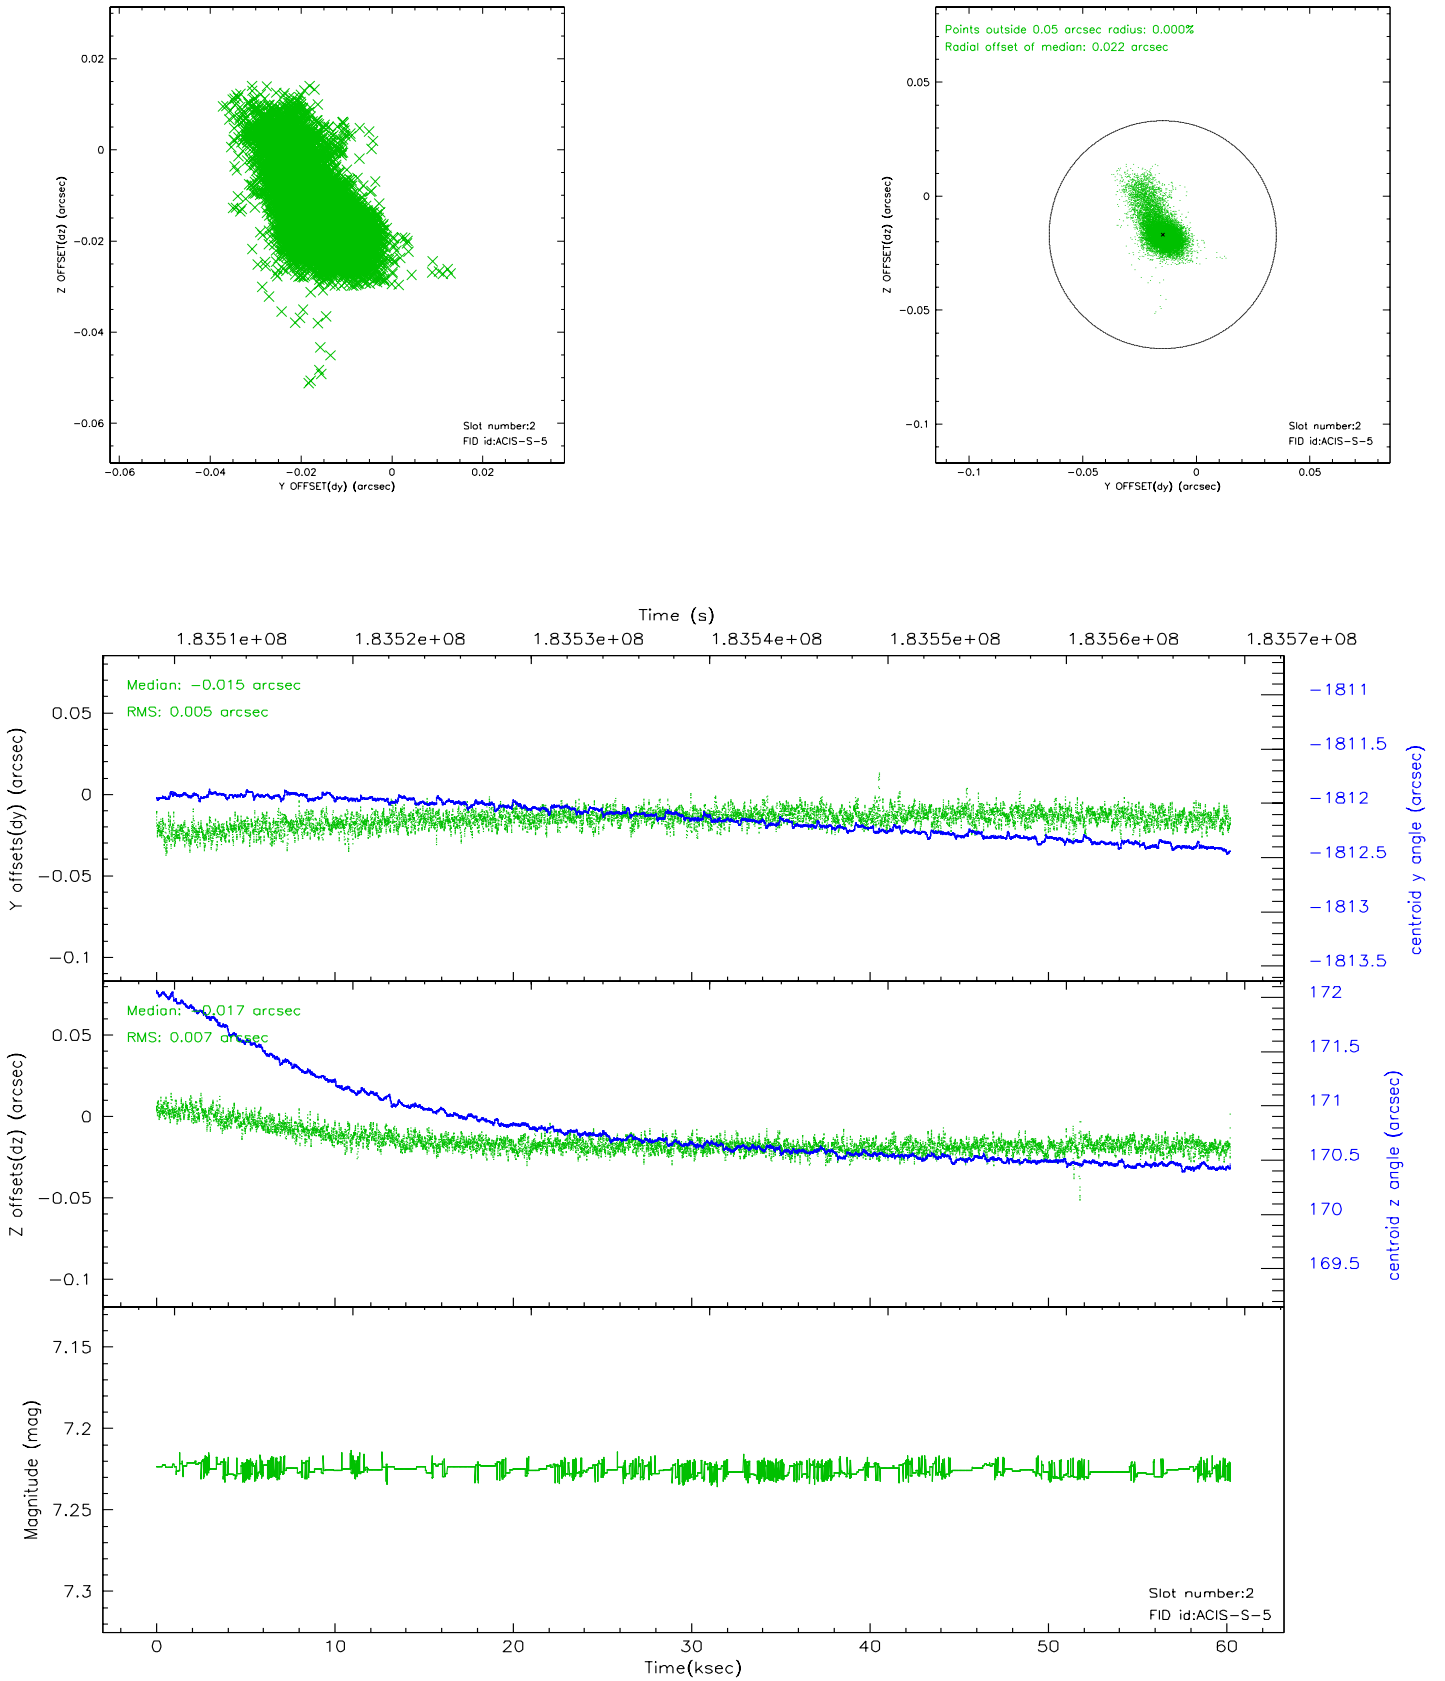 0.02
0
−0.02
−0.04
−0.06
Z OFFSET(dz) (arcsec)
Slot number:2
FID id:ACIS−S−5
−0.06
−0.04
−0.02
0
0.02
Y OFFSET(dy) (arcsec)
Points outside 0.05 arcsec radius: 0.000%
Radial offset of median: 0.022 arcsec
0.05
0
−0.05
−0.1
Z OFFSET(dz) (arcsec)
Slot number:2
FID id:ACIS−S−5
−0.1
−0.05
0
0.05
Y OFFSET(dy) (arcsec)
Time (s)
1.8351e+08
1.8352e+08
1.8353e+08
1.8354e+08
1.8355e+08
1.8356e+08
1.8357e+08
Median: −0.015 arcsec
RMS: 0.005 arcsec
0.05
0
−0.05
−0.1
Y offsets(dy) (arcsec)
−1811
−1811.5
−1812
−1812.5
−1813
−1813.5
centroid y angle (arcsec)
Median: −0.017 arcsec
RMS: 0.007 arcsec
0.05
0
−0.05
−0.1
Z offsets(dz) (arcsec)
172
171.5
171
170.5
170
169.5
centroid z angle (arcsec)
7.15
7.2
7.25
7.3
Magnitude (mag)
Slot number:2
FID id:ACIS−S−5
0
10
20
30
40
50
60
Time(ksec)